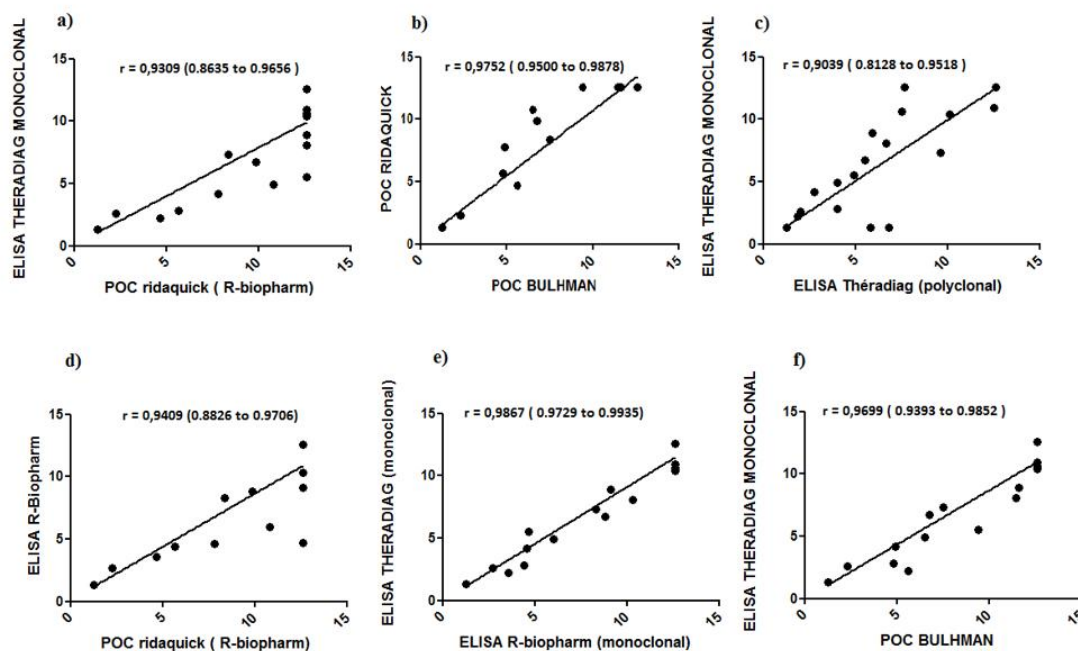 a)
r = 0,9309 (0.8635 to 0.9656)
ELISA THERADIAG MONOCLONAL
15
10
5
0
0
5
10
15
POC ridaquick ( R-biopharm)
b)
r = 0,9752 ( 0.9500 to 0.9878)
POC RIDAQUICK
15
10
5
0
0
5
10
15
POC BULHMAN
c)
r = 0,9039 ( 0.8128 to 0.9518 )
ELISA THERADIAG MONOCLONAL
15
10
5
0
0
5
10
15
ELISA Théradiag (polyclonal)
d)
r = 0,9409 (0.8826 to 0.9706)
ELISA R-Biopharm
15
10
5
0
0
5
10
15
POC ridaquick ( R-biopharm)
e)
r = 0,9867 ( 0.9729 to 0.9935)
ELISA THERADIAG (monoclonal)
15
10
5
0
0
5
10
15
ELISA R-biopharm (monoclonal)
f)
r = 0,9699 ( 0.9393 to 0.9852 )
ELISA THERADIAG MONOCLONAL
15
10
5
0
0
5
10
15
POC BULHMAN